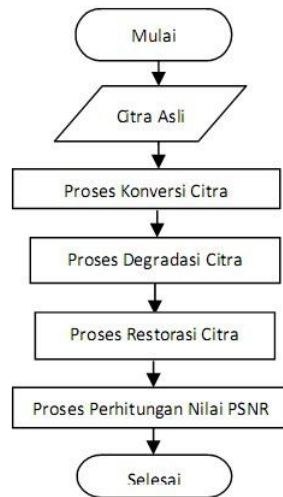 Mulai
Citra Asli
Proses Konversi Citra
Proses Degradasi Citra
Proses Restorasi Citra
Proses Perhitungan Nilai PSNR
Selesai